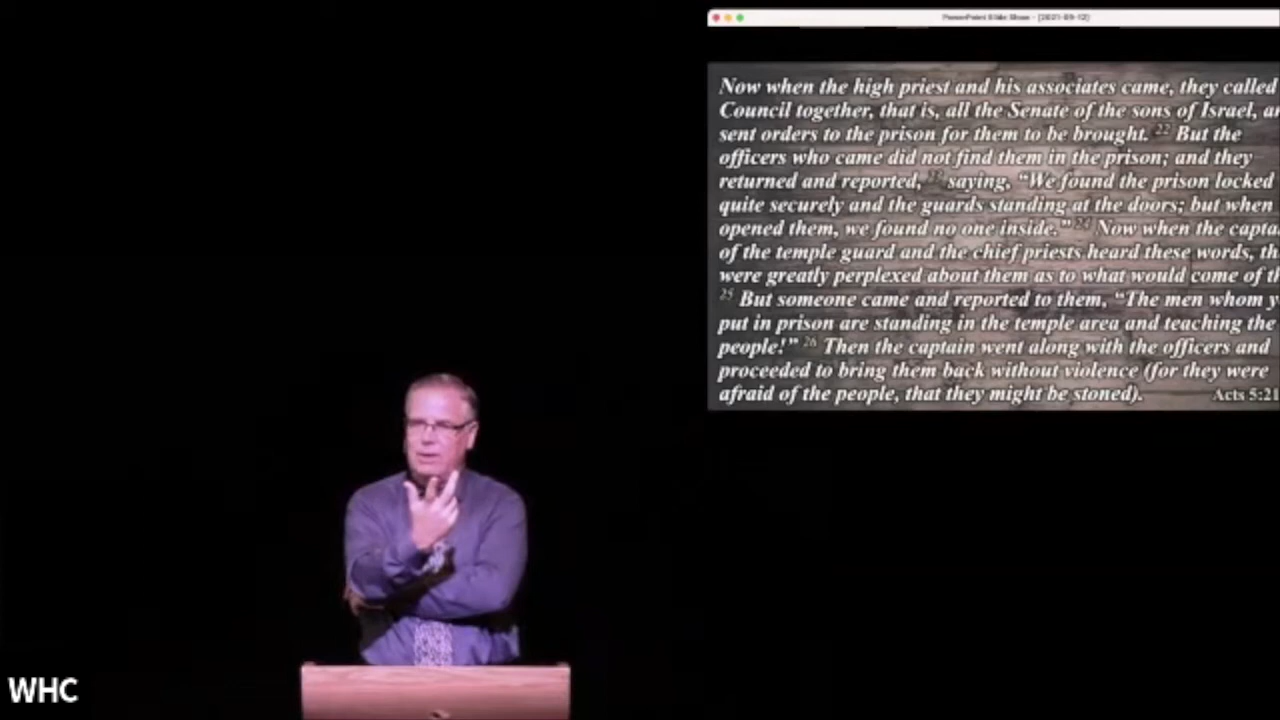 PowerPoint Slide Show - [2021-09-12]
Now when the high priest and his associates came, they called
Council together, that is, all the Senate of the sons of Israel, an
sent orders to the prison for them to be brought. 22 But the
officers who came did not find them in the prison; and they
returned and reported, 23 saying, “We found the prison locked
quite securely and the guards standing at the doors; but when
opened them, we found no one inside.” 24 Now when the capta
of the temple guard and the chief priests heard these words, th
were greatly perplexed about them as to what would come of th
25 But someone came and reported to them, “The men whom y
put in prison are standing in the temple area and teaching the
people!” 26 Then the captain went along with the officers and
proceeded to bring them back without violence (for they were
afraid of the people, that they might be stoned). Acts 5:21
WHC